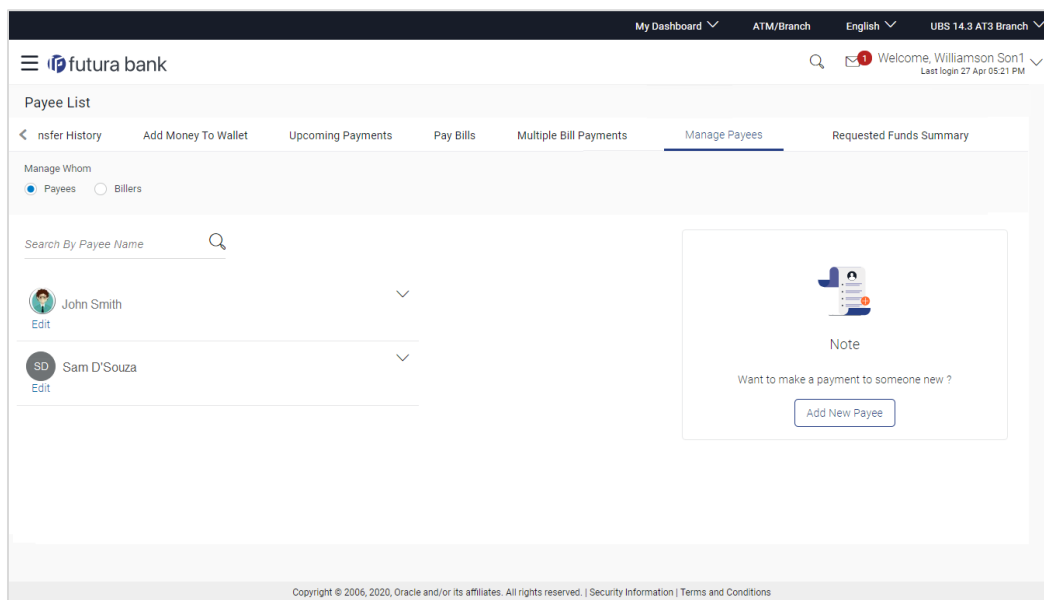 My Dashboard ATM/Branch English UBS 14.3 AT3 Branch
futura bank 1 Welcome, Williamson Son1
Last login 27 Apr 05:21 PM
Payee List
nsfer History Add Money To Wallet Upcoming Payments Pay Bills Multiple Bill Payments Manage Payees Requested Funds Summary
Manage Whom
Payees Billers
Search By Payee Name
John Smith
Edit
SD Sam D'Souza
Edit
Note
Want to make a payment to someone new ?
Add New Payee
Copyright © 2006, 2020, Oracle and/or its affiliates. All rights reserved. | Security Information | Terms and Conditions